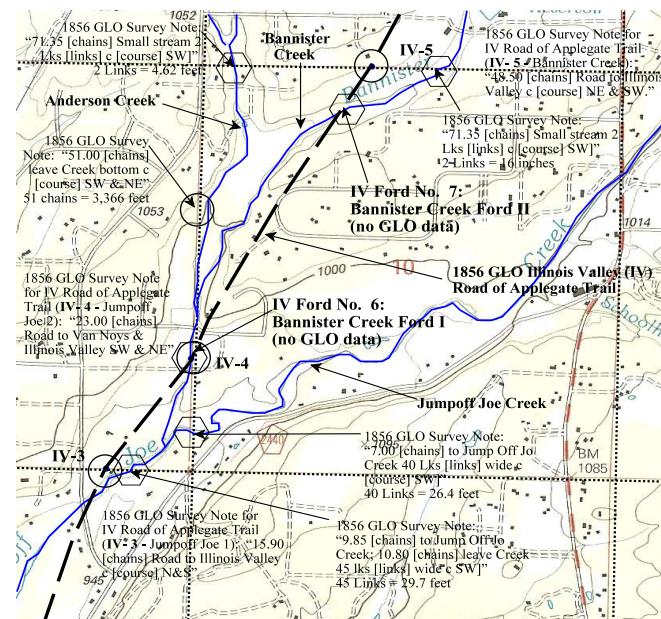 1052
1856 GLO Survey Note
"71.35 [chains] Small stream 2
Lks [links] c [course] SW]"
2 Links = 4.62 feet
Bannister
Creek
IV-5
1856 GLO Survey Note for
IV Road of Applegate Trail
(IV- 5 - Bannister Creek):
"48.50 [chains] Road to Illinois
Valley c [course] NE & SW."
Bannister
Anderson Creek
1856 GLO Survey Note:
"71.35 [chains] Small stream 2
Lks [links] c [course] SW]"
2 Links = 16 inches
1856 GLO Survey
Note: "51.00 [chains]
leave Creek bottom c
[course] SW & NE"
51 chains = 3,366 feet
1053
IV Ford No. 7:
Bannister Creek Ford II
(no GLO data)
1014
Creek
1000
10
1856 GLO Illinois Valley (IV)
Road of Applegate Trail
1856 GLO Survey Note
for IV Road of Applegate
Trail (IV- 4 - Jumpoff
Joe 2): "23.00 [chains]
Road to Van Noys &
Illinois Valley SW & NE"
IV Ford No. 6:
Bannister Creek Ford I
(no GLO data)
IV-4
Jumpoff Joe Creek
IV-3
Joe
2440
1095
1856 GLO Survey Note:
"7.00 [chains] to Jump Off Jo
Creek 40 Lks [links] wide c
[course] SW]"
40 Links = 26.4 feet
BM
1085
1856 GLO Survey Note for
IV Road of Applegate Trail
(IV- 3 - Jumpoff Joe 1): "15.90
[chains] Road to Illinois Valley
c [course] N&S"
945
1856 GLO Survey Note:
"9.85 [chains] to Jump Off Jo
Creek; 10.80 [chains] leave Creek
45 lks [links] wide c SW]"
45 Links = 29.7 feet